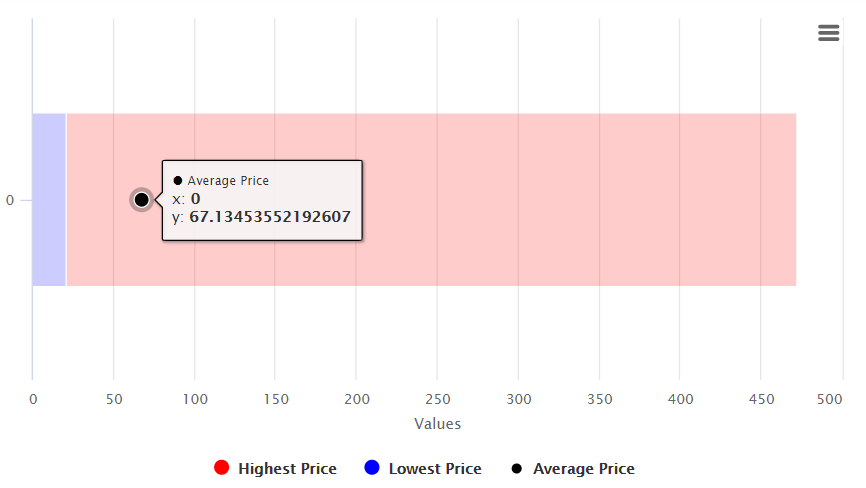 0
Average Price
x: 0
y: 67.13453552192607
0 50 100 150 200 250 300 350 400 450 500
Values
Highest Price Lowest Price Average Price